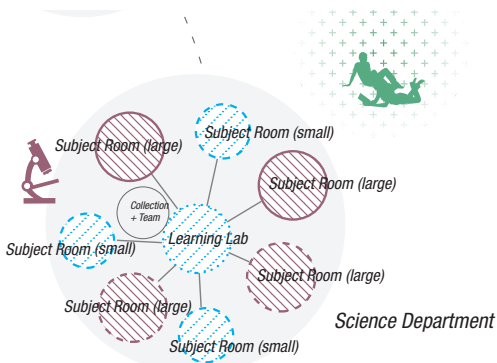 Subject Room (small)
Subject Room (large)
Subject Room (large)
Collection
+ Team
Learning Lab
Subject Room (small)
Subject Room (large)
Subject Room (large)
Science Department
Subject Room (small)